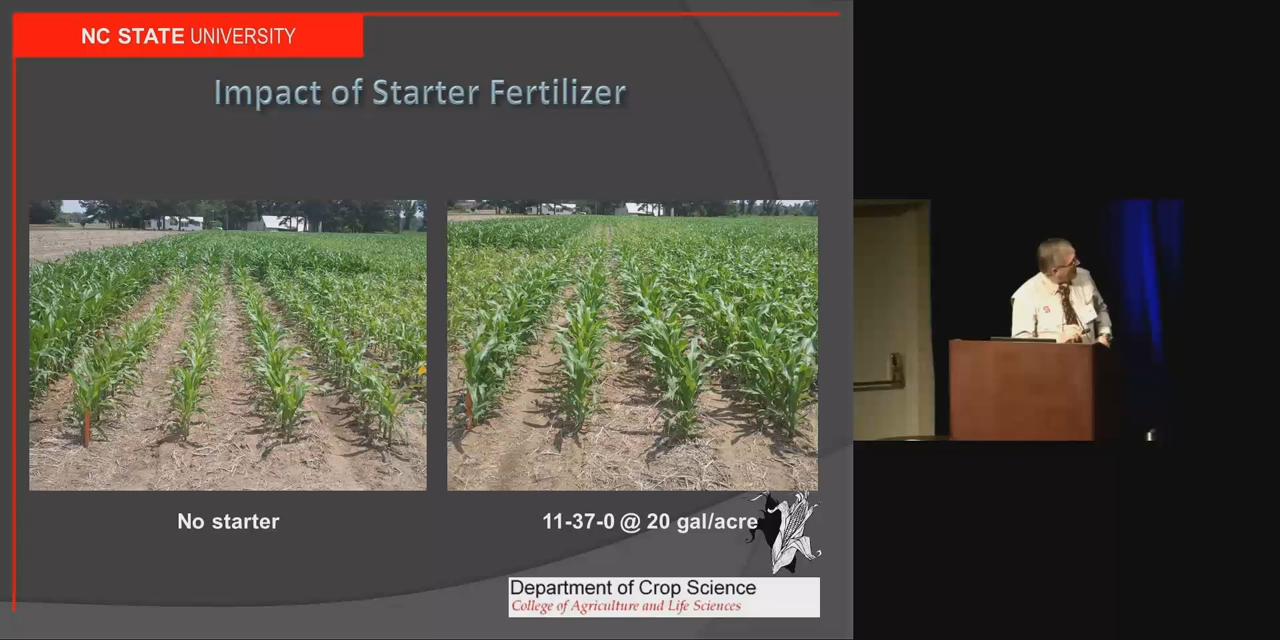 NC STATE UNIVERSITY
Impact of Starter Fertilizer
No starter
11-37-0 @ 20 gal/acre
Department of Crop Science
College of Agriculture and Life Sciences